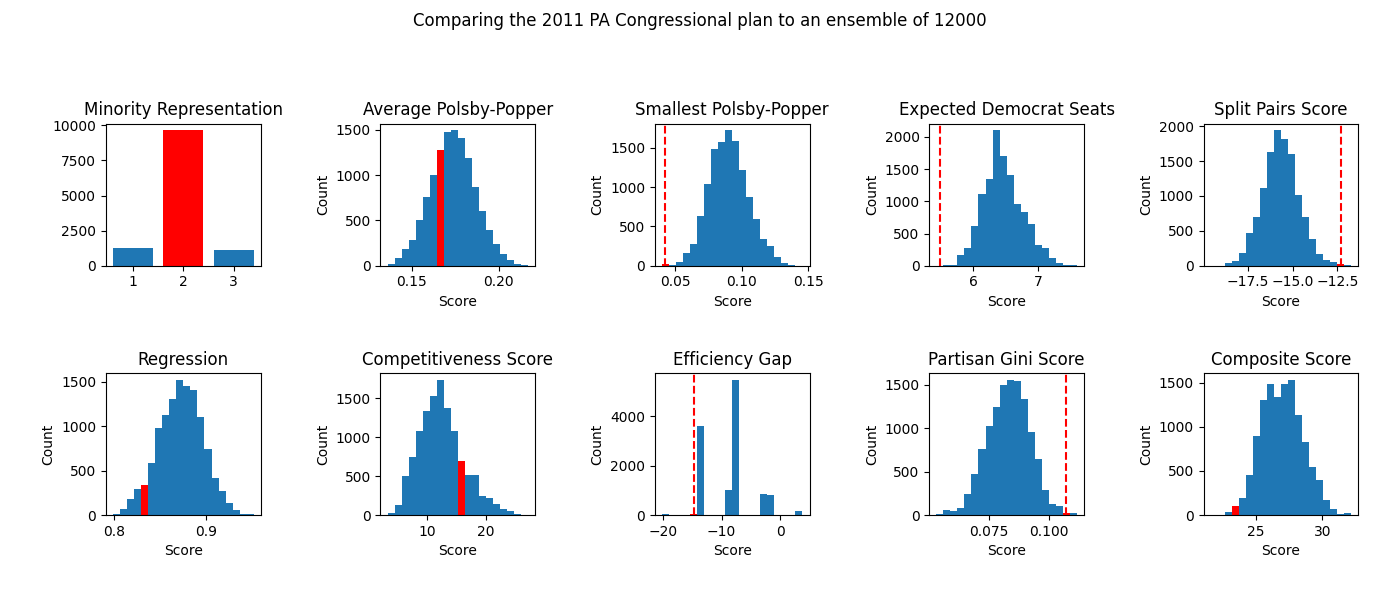 Comparing the 2011 PA Congressional plan to an ensemble of 12000
Minority Representation
10000
7500
5000
2500
0
1 2 3
Average Polsby-Popper
Count
1500
1000
500
0
0.15 0.20
Score
Smallest Polsby-Popper
Count
1500
1000
500
0
0.05 0.10 0.15
Score
Expected Democrat Seats
Count
2000
1500
1000
500
0
6 7
Score
Split Pairs Score
Count
2000
1500
1000
500
0
−17.5 −15.0 −12.5
Score
Regression
Count
1500
1000
500
0
0.8 0.9
Score
Competitiveness Score
Count
1500
1000
500
0
10 20
Score
Efficiency Gap
Count
4000
2000
0
−20 −10 0
Score
Partisan Gini Score
Count
1500
1000
500
0
0.075 0.100
Score
Composite Score
Count
1500
1000
500
0
25 30
Score